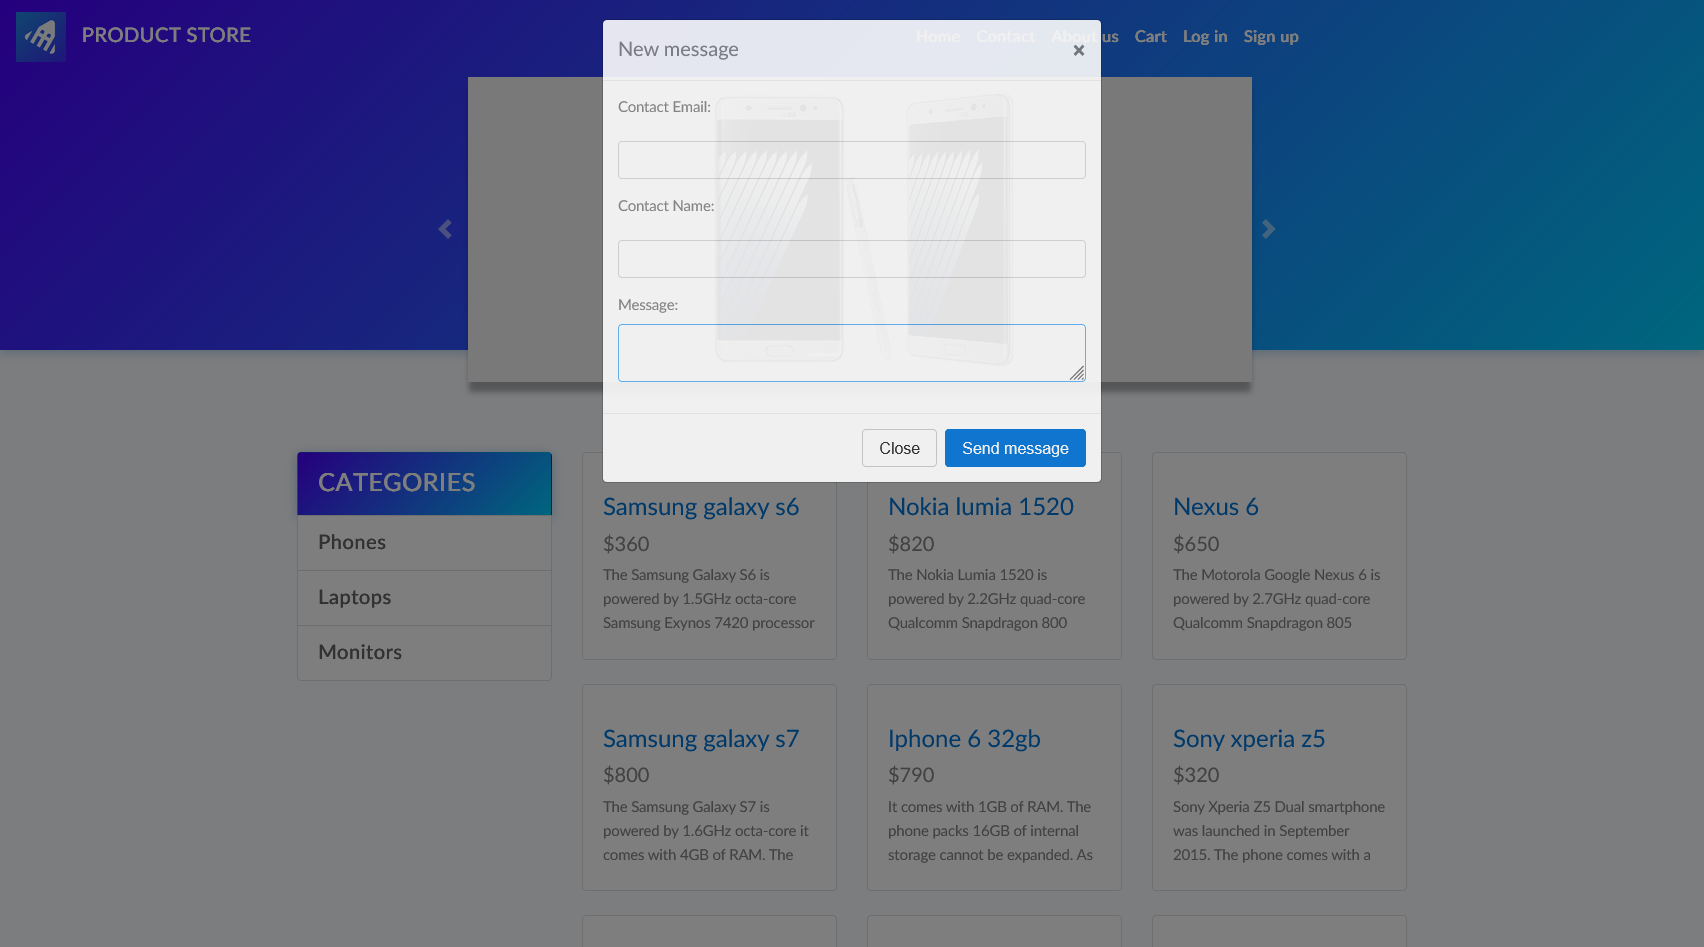 PRODUCT STORE
Home Contact About us Cart Log in Sign up
New message
×
Contact Email:
Contact Name:
Message:
Close Send message
CATEGORIES
Phones
Laptops
Monitors
Samsung galaxy s6
$360
The Samsung Galaxy S6 is
powered by 1.5GHz octa-core
Samsung Exynos 7420 processor
Nokia lumia 1520
$820
The Nokia Lumia 1520 is
powered by 2.2GHz quad-core
Qualcomm Snapdragon 800
Nexus 6
$650
The Motorola Google Nexus 6 is
powered by 2.7GHz quad-core
Qualcomm Snapdragon 805
Samsung galaxy s7
$800
The Samsung Galaxy S7 is
powered by 1.6GHz octa-core it
comes with 4GB of RAM. The
Iphone 6 32gb
$790
It comes with 1GB of RAM. The
phone packs 16GB of internal
storage cannot be expanded. As
Sony xperia z5
$320
Sony Xperia Z5 Dual smartphone
was launched in September
2015. The phone comes with a